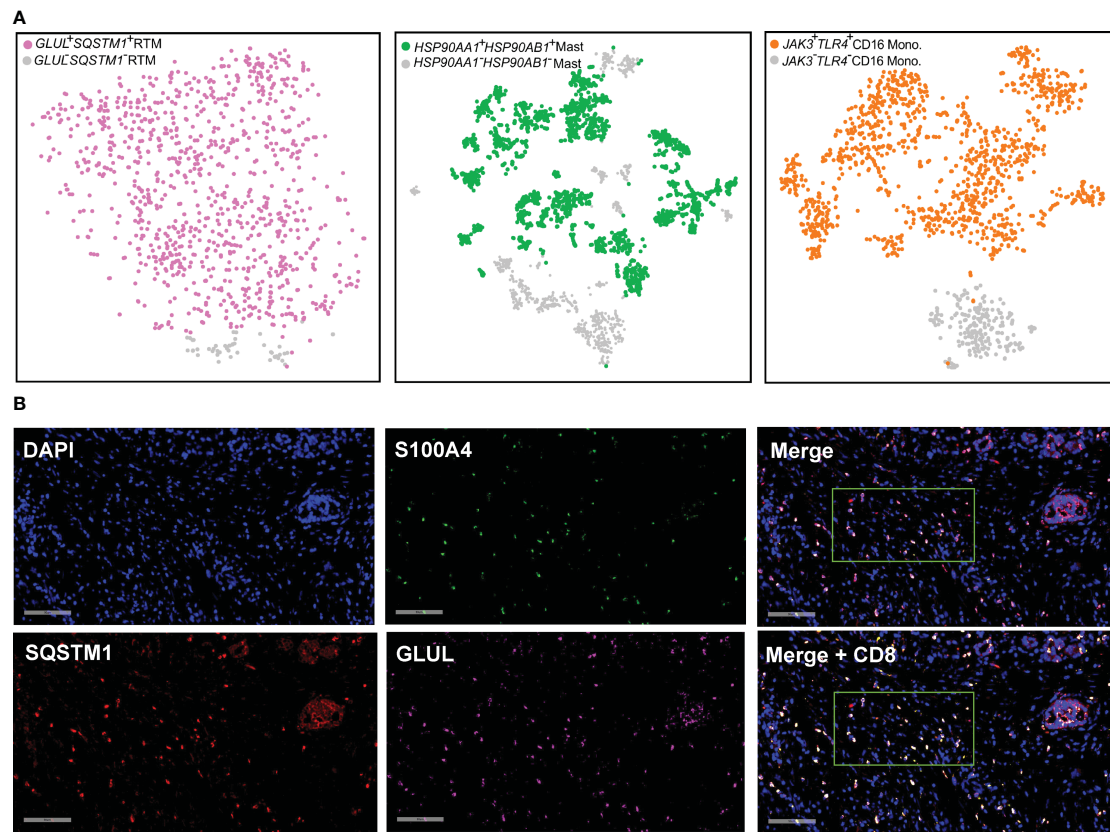 A
GLUL⁺SQSTM1⁺RTM
GLUL⁻SQSTM1⁻RTM
HSP90AA1⁺HSP90AB1⁺Mast
HSP90AA1⁻HSP90AB1⁻Mast
JAK3⁺TLR4⁺CD16 Mono.
JAK3⁻TLR4⁻CD16 Mono.
B
DAPI
S100A4
Merge
SQSTM1
GLUL
Merge + CD8